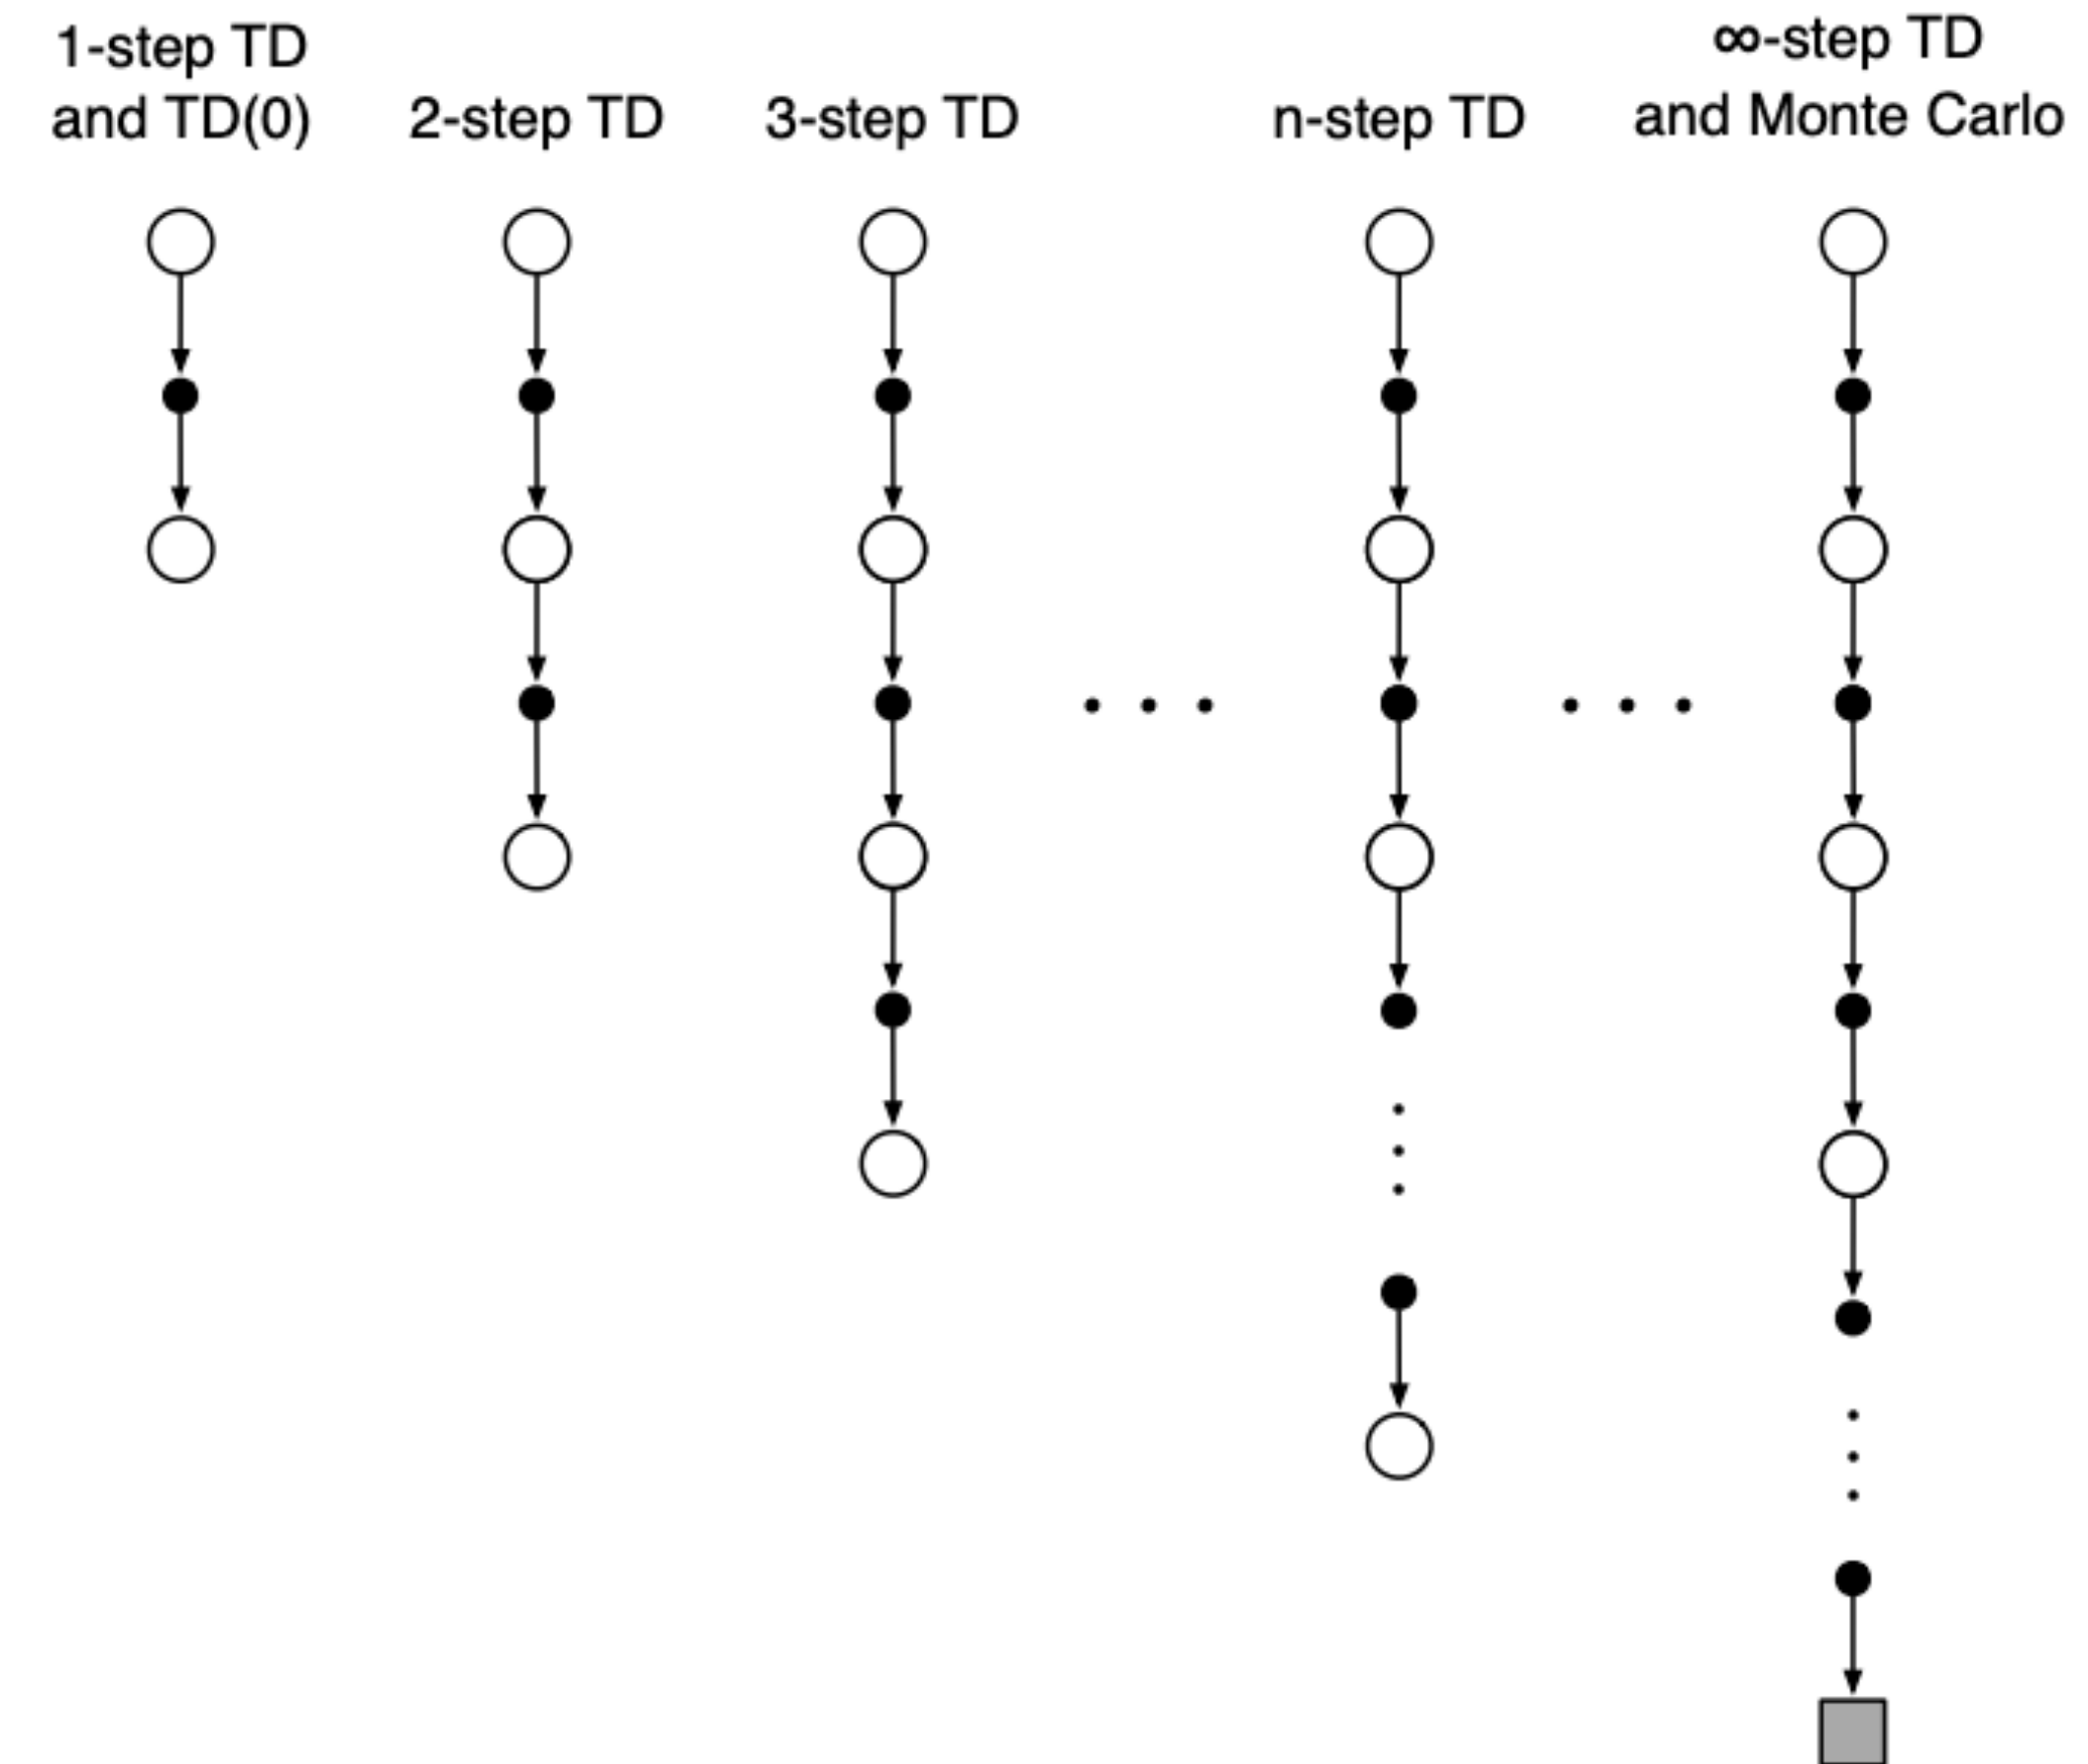 1-step TD
and TD(0)
2-step TD
3-step TD
n-step TD
∞-step TD
and Monte Carlo